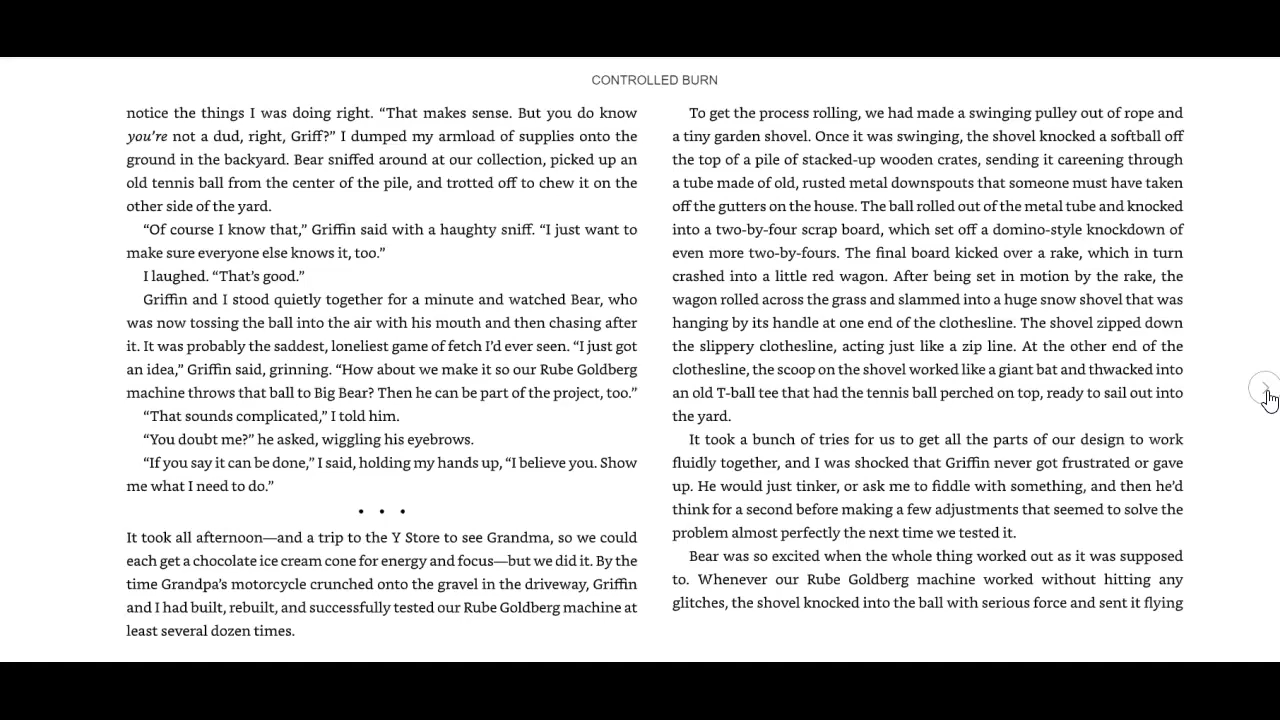 CONTROLLED BURN
notice the things I was doing right. “That makes sense. But you do know
you’re not a dud, right, Griff?” I dumped my armload of supplies onto the
ground in the backyard. Bear sniffed around at our collection, picked up an
old tennis ball from the center of the pile, and trotted off to chew it on the
other side of the yard.
“Of course I know that,” Griffin said with a haughty sniff. “I just want to
make sure everyone else knows it, too.”
I laughed. “That’s good.”
Griffin and I stood quietly together for a minute and watched Bear, who
was now tossing the ball into the air with his mouth and then chasing after
it. It was probably the saddest, loneliest game of fetch I’d ever seen. “I just got
an idea,” Griffin said, grinning. “How about we make it so our Rube Goldberg
machine throws that ball to Big Bear? Then he can be part of the project, too.”
“That sounds complicated,” I told him.
“You doubt me?” he asked, wiggling his eyebrows.
“If you say it can be done,” I said, holding my hands up, “I believe you. Show
me what I need to do.”
• • •
It took all afternoon—and a trip to the Y Store to see Grandma, so we could
each get a chocolate ice cream cone for energy and focus—but we did it. By the
time Grandpa’s motorcycle crunched onto the gravel in the driveway, Griffin
and I had built, rebuilt, and successfully tested our Rube Goldberg machine at
least several dozen times.
To get the process rolling, we had made a swinging pulley out of rope and
a tiny garden shovel. Once it was swinging, the shovel knocked a softball off
the top of a pile of stacked-up wooden crates, sending it careening through
a tube made of old, rusted metal downspouts that someone must have taken
off the gutters on the house. The ball rolled out of the metal tube and knocked
into a two-by-four scrap board, which set off a domino-style knockdown of
even more two-by-fours. The final board kicked over a rake, which in turn
crashed into a little red wagon. After being set in motion by the rake, the
wagon rolled across the grass and slammed into a huge snow shovel that was
hanging by its handle at one end of the clothesline. The shovel zipped down
the slippery clothesline, acting just like a zip line. At the other end of the
clothesline, the scoop on the shovel worked like a giant bat and thwacked into
an old T-ball tee that had the tennis ball perched on top, ready to sail out into
the yard.
It took a bunch of tries for us to get all the parts of our design to work
fluidly together, and I was shocked that Griffin never got frustrated or gave
up. He would just tinker, or ask me to fiddle with something, and then he’d
think for a second before making a few adjustments that seemed to solve the
problem almost perfectly the next time we tested it.
Bear was so excited when the whole thing worked out as it was supposed
to. Whenever our Rube Goldberg machine worked without hitting any
glitches, the shovel knocked into the ball with serious force and sent it flying